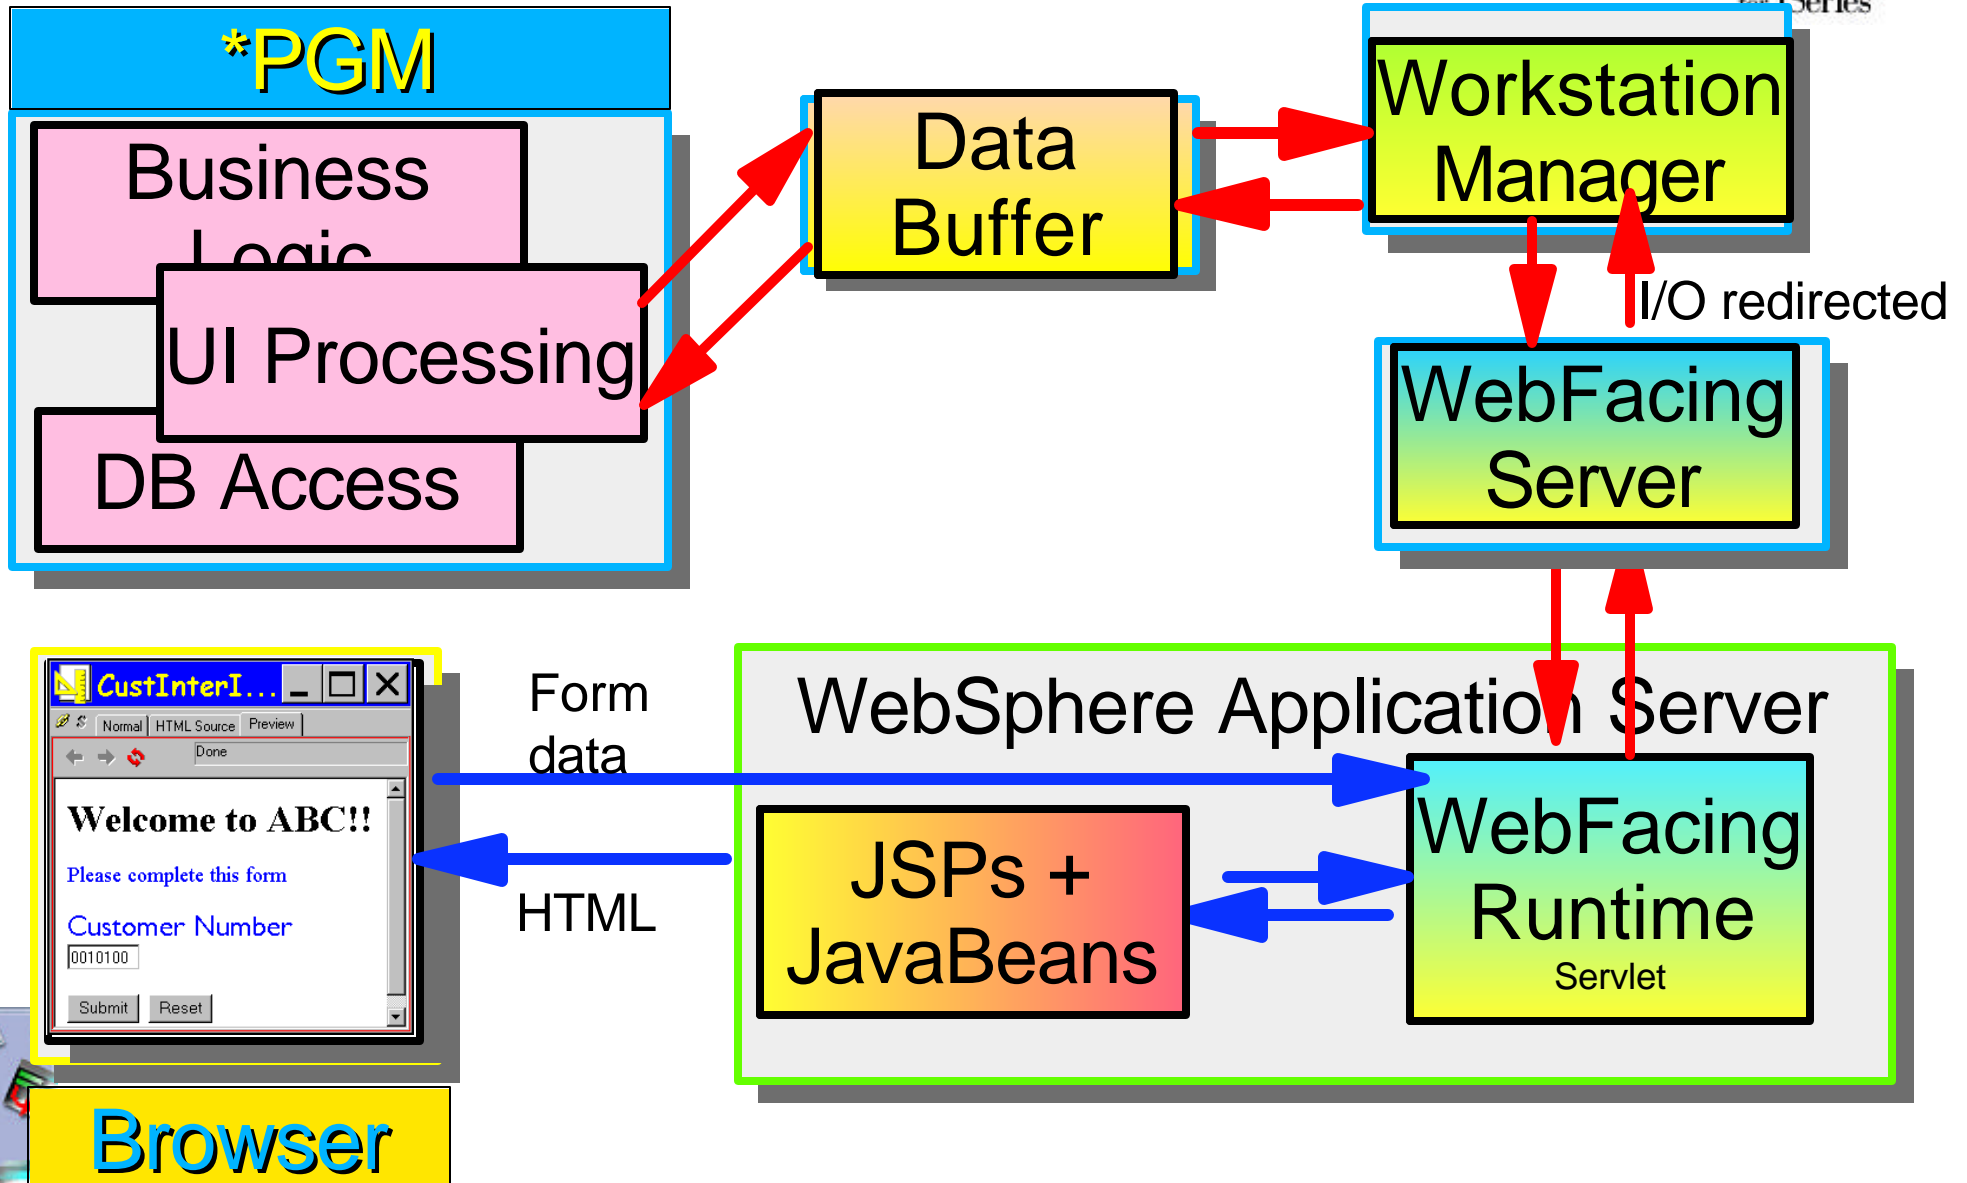 for iSeries
*PGM
Business
Logic
UI Processing
DB Access
Data
Buffer
Workstation
Manager
I/O redirected
WebFacing
Server
CustInterI...
Normal HTML Source Preview
Done
Welcome to ABC!!
Please complete this form
Customer Number
0010100
Submit Reset
Browser
Form
data
HTML
WebSphere Application Server
JSPs +
JavaBeans
WebFacing
Runtime
Servlet